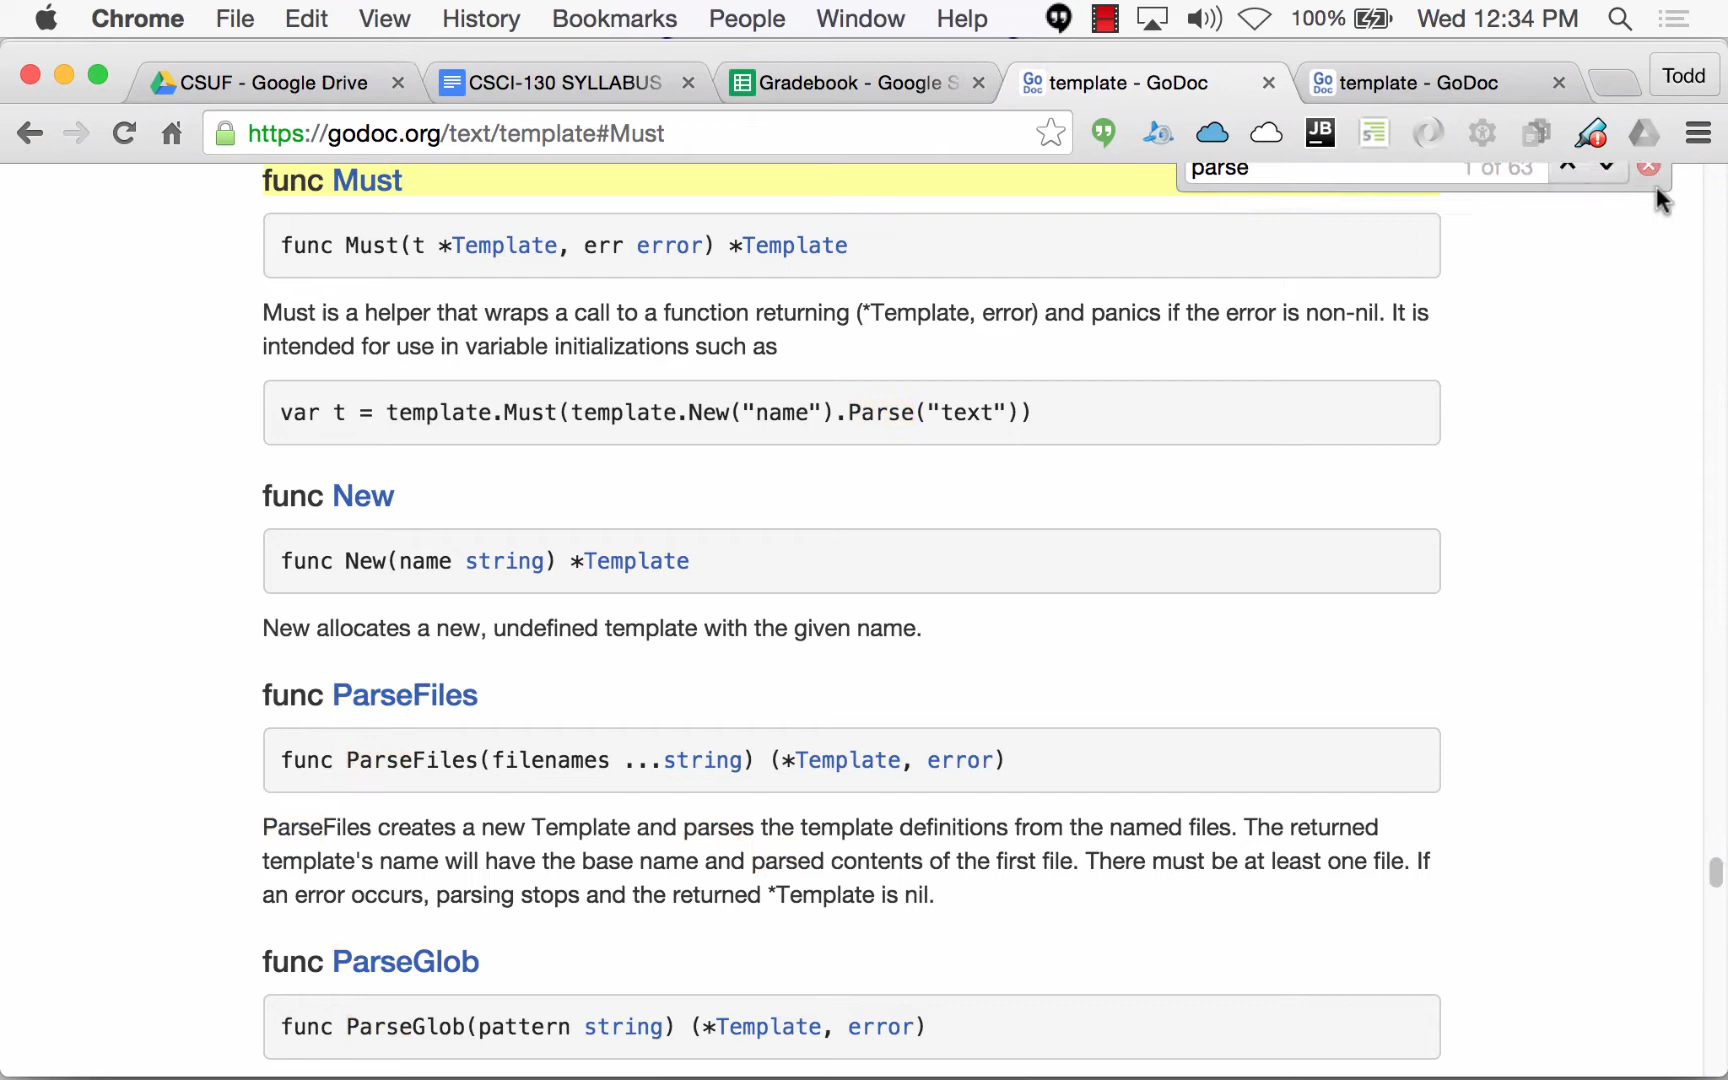 Chrome File Edit View History Bookmarks People Window Help 100% Wed 12:34 PM
CSUF - Google Drive CSCI-130 SYLLABUS Gradebook - Google S template - GoDoc template - GoDoc Todd
https://godoc.org/text/template#Must
parse 1 of 63
func Must
func Must(t *Template, err error) *Template
Must is a helper that wraps a call to a function returning (*Template, error) and panics if the error is non-nil. It is
intended for use in variable initializations such as
var t = template.Must(template.New("name").Parse("text"))
func New
func New(name string) *Template
New allocates a new, undefined template with the given name.
func ParseFiles
func ParseFiles(filenames ...string) (*Template, error)
ParseFiles creates a new Template and parses the template definitions from the named files. The returned
template's name will have the base name and parsed contents of the first file. There must be at least one file. If
an error occurs, parsing stops and the returned *Template is nil.
func ParseGlob
func ParseGlob(pattern string) (*Template, error)